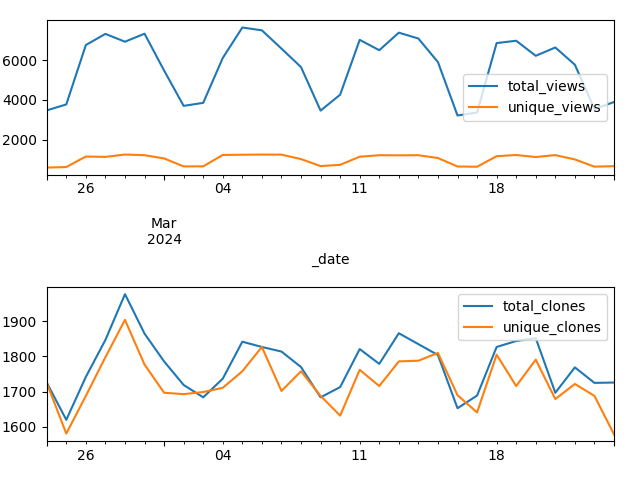 6000
4000
2000
total_views
unique_views
26
04
11
18
Mar
2024
_date
1900
1800
1700
1600
total_clones
unique_clones
26
04
11
18